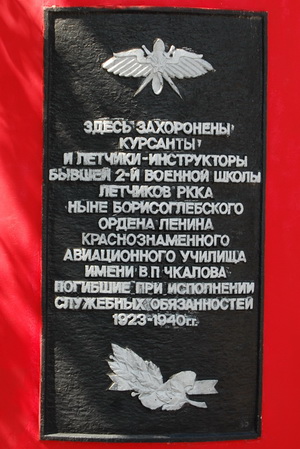 ЗДЕСЬ ЗАХОРОНЕНЫ
КУРСАНТЫ
И ЛЕТЧИКИ-ИНСТРУКТОРЫ
БЫВШЕЙ 2-Й ВОЕННОЙ ШКОЛЫ
ЛЕТЧИКОВ РККА
НЫНЕ БОРИСОГЛЕБСКОГО
ОРДЕНА ЛЕНИНА
КРАСНОЗНАМЕННОГО
АВИАЦИОННОГО УЧИЛИЩА
ИМЕНИ В.П ЧКАЛОВА
ПОГИБШИЕ ПРИ ИСПОЛНЕНИИ
СЛУЖЕБНЫХ ОБЯЗАННОСТЕЙ
1923-1940гг.